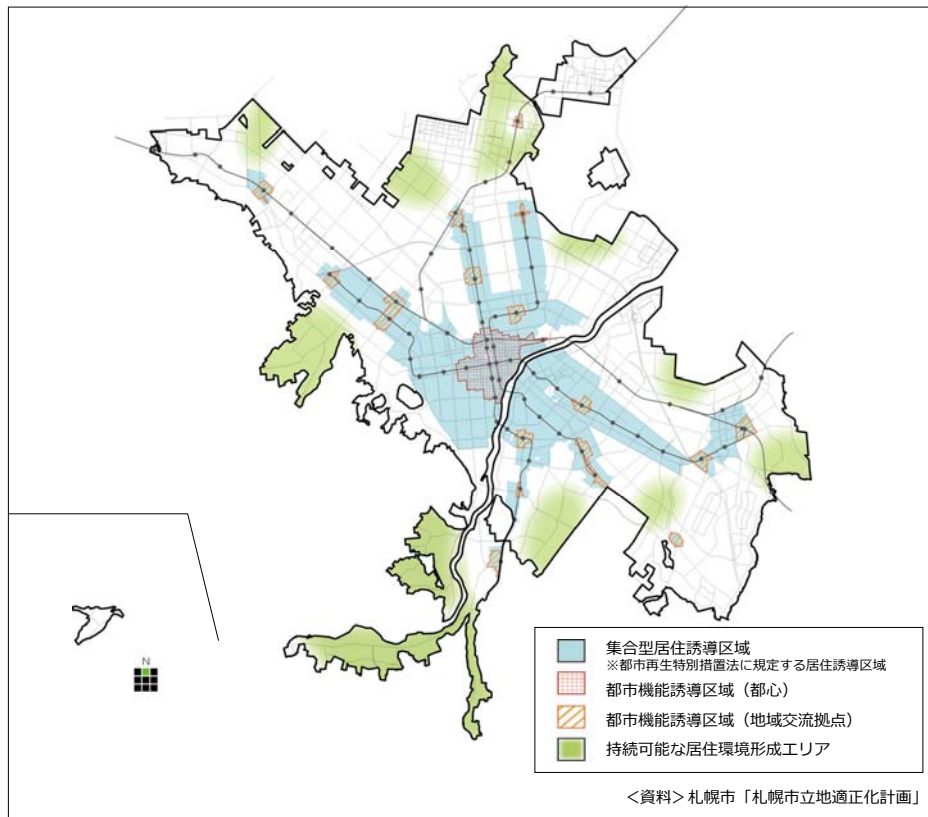 N
集合型居住誘導区域
※都市再生特別措置法に規定する居住誘導区域
都市機能誘導区域（都心）
都市機能誘導区域（地域交流拠点）
持続可能な居住環境形成エリア
＜資料＞札幌市「札幌市立地適正化計画」